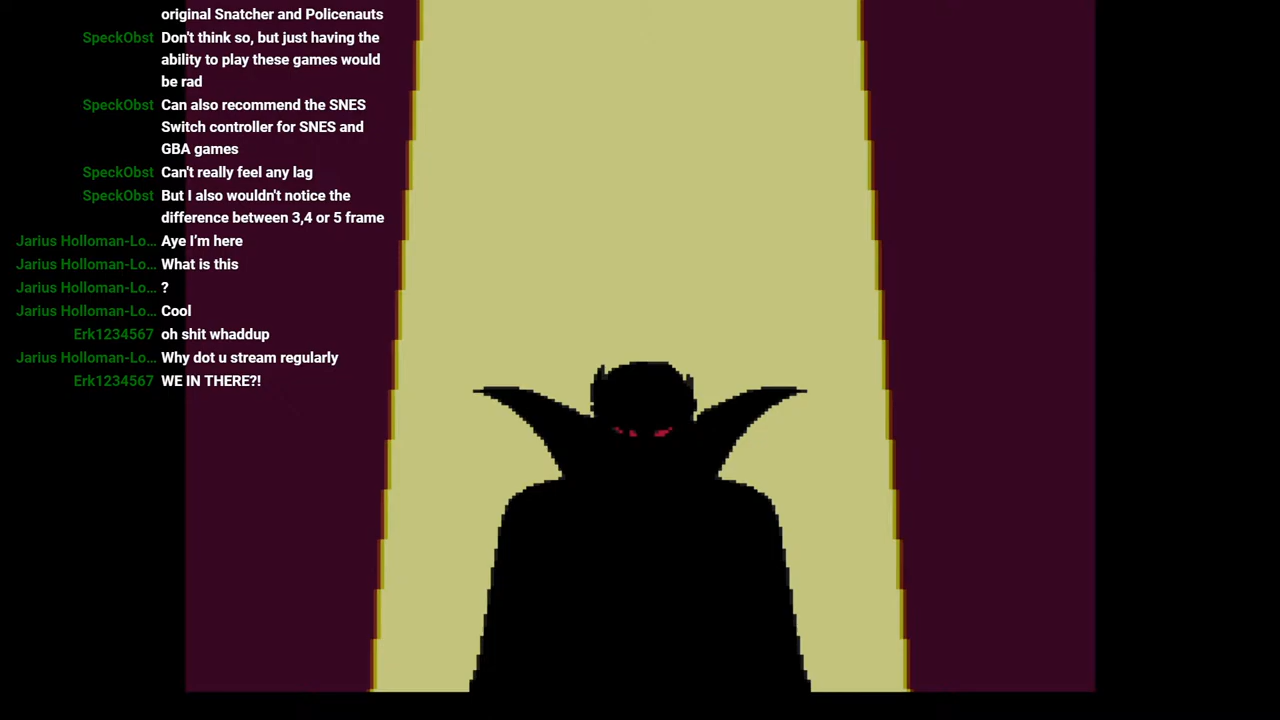 original Snatcher and Policenauts
SpeckObst Don't think so, but just having the
ability to play these games would
be rad
SpeckObst Can also recommend the SNES
Switch controller for SNES and
GBA games
SpeckObst Can't really feel any lag
SpeckObst But I also wouldn't notice the
difference between 3,4 or 5 frame
Jarius Holloman-Lo... Aye I’m here
Jarius Holloman-Lo... What is this
Jarius Holloman-Lo... ?
Jarius Holloman-Lo... Cool
Erk1234567 oh shit whaddup
Jarius Holloman-Lo... Why dot u stream regularly
Erk1234567 WE IN THERE?!